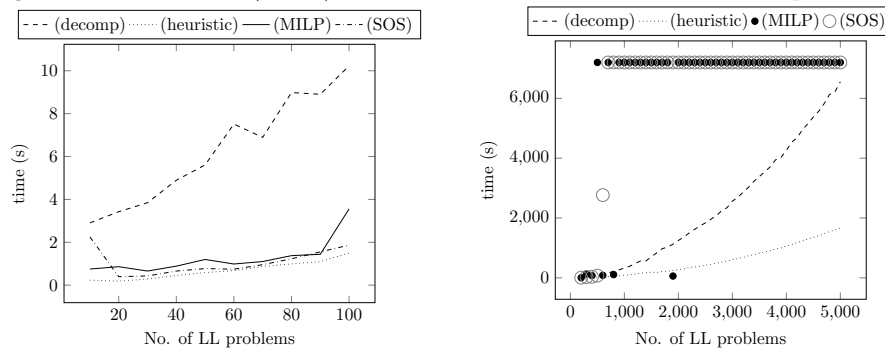 (decomp) (heuristic) (MILP) (SOS)
10
8
6
4
2
0
time (s)
20 40 60 80 100
No. of LL problems
(decomp) (heuristic) (MILP) (SOS)
6,000
4,000
2,000
0
time (s)
0 1,000 2,000 3,000 4,000 5,000
No. of LL problems